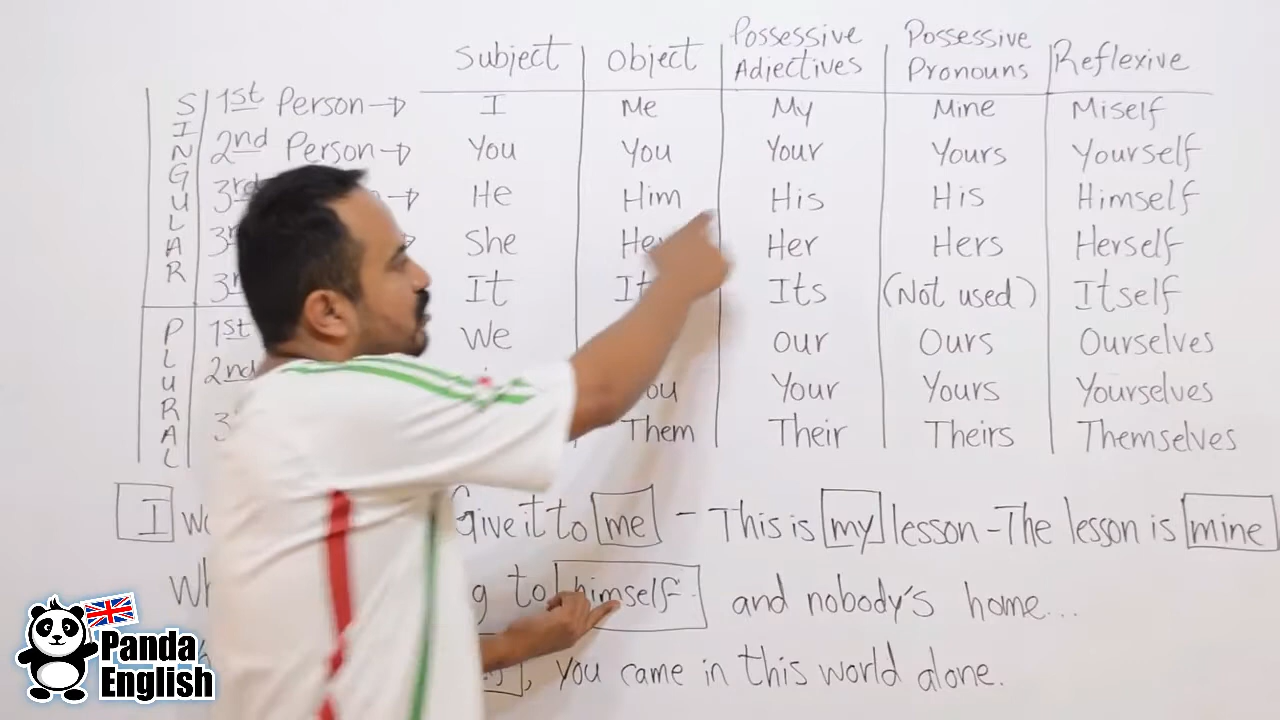 Subject Object Possessive Adjectives Possessive Pronouns Reflexive
SINGULAR
1st Person → I Me My Mine Miself
2nd Person → You You Your Yours Yourself
3rd He Him His His Himself
3rd She Her Her Hers Herself
3rd It It Its (Not used) Itself
PLURAL
1st We our Ours Ourselves
2nd You Your Yours Yourselves
Them Their Theirs Themselves
I Give it to me - This is my lesson - The lesson is mine
to himself and nobody's home...
, you came in this world alone.
Panda
English